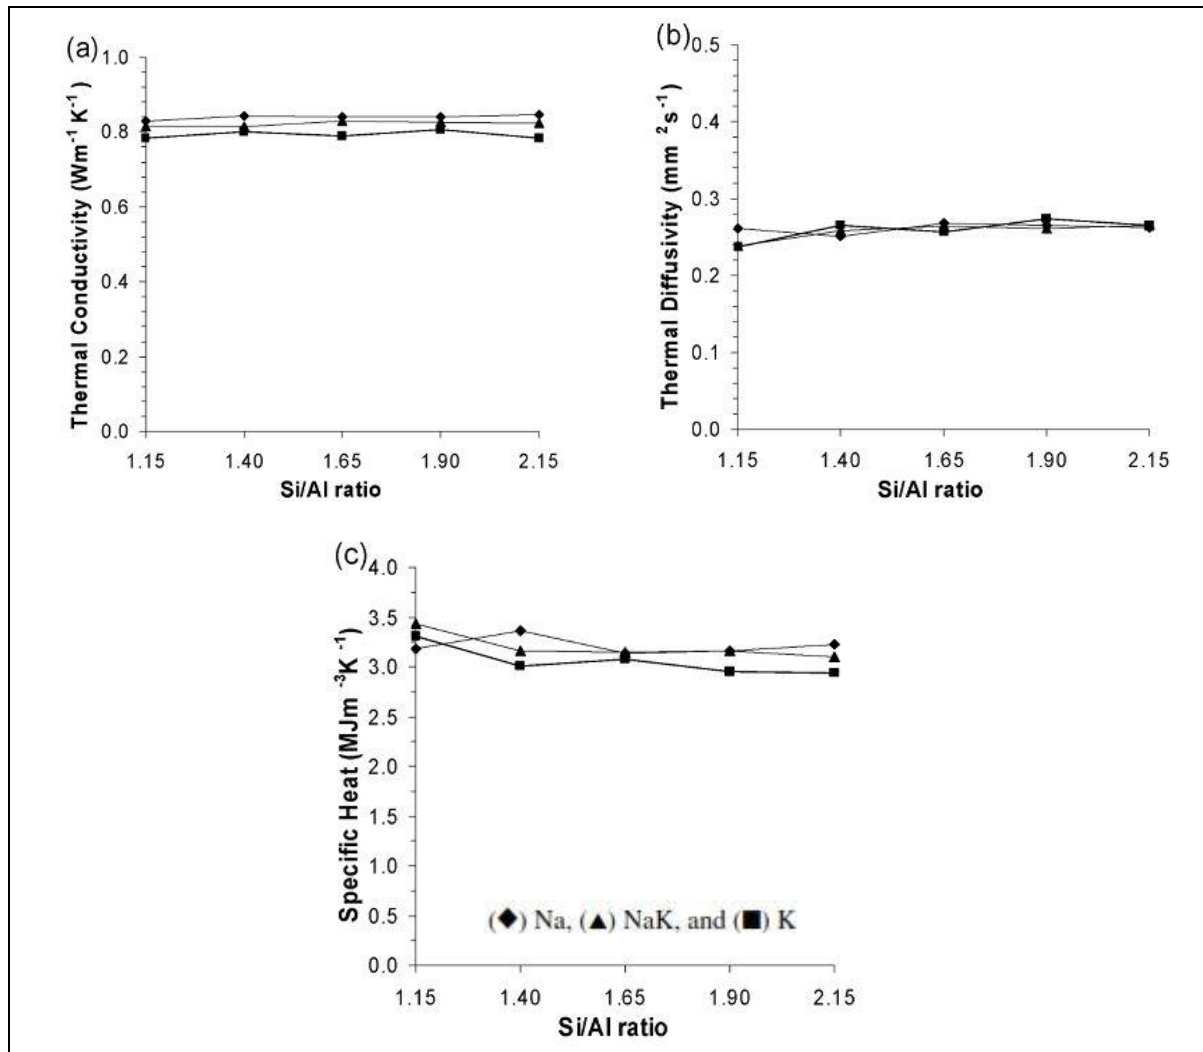 (a)
Thermal Conductivity (Wm⁻¹K⁻¹)
1.0
0.8
0.6
0.4
0.2
0.0
1.15 1.40 1.65 1.90 2.15
Si/Al ratio
(b)
Thermal Diffusivity (mm ²s⁻¹)
0.5
0.4
0.3
0.2
0.1
0.0
1.15 1.40 1.65 1.90 2.15
Si/Al ratio
(c)
Specific Heat (MJm⁻³K⁻¹)
4.0
3.5
3.0
2.5
2.0
1.5
1.0
0.5
0.0
(◆) Na, (▲) NaK, and (■) K
1.15 1.40 1.65 1.90 2.15
Si/Al ratio